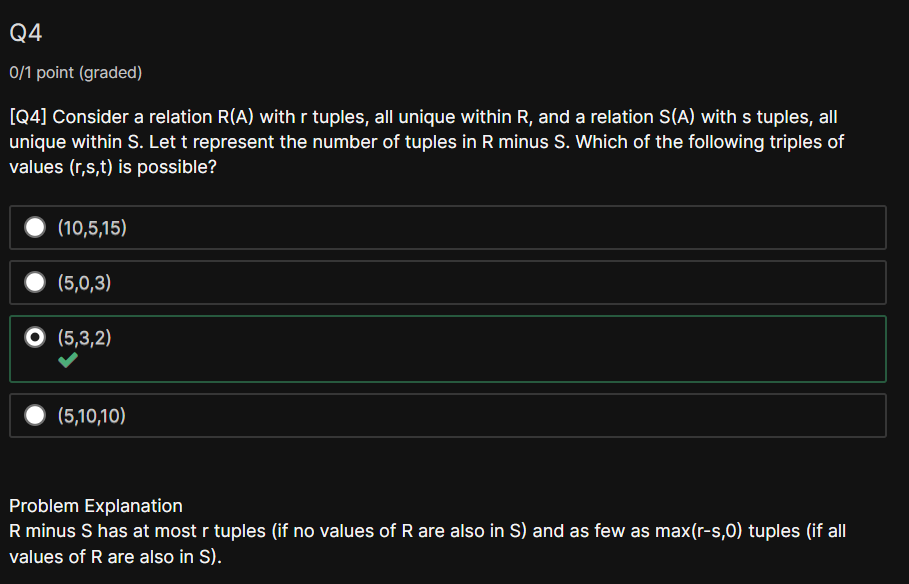 Q4
0/1 point (graded)
[Q4] Consider a relation R(A) with r tuples, all unique within R, and a relation S(A) with s tuples, all
unique within S. Let t represent the number of tuples in R minus S. Which of the following triples of
values (r,s,t) is possible?
(10,5,15)
(5,0,3)
(5,3,2)
(5,10,10)
Problem Explanation
R minus S has at most r tuples (if no values of R are also in S) and as few as max(r-s,0) tuples (if all
values of R are also in S).